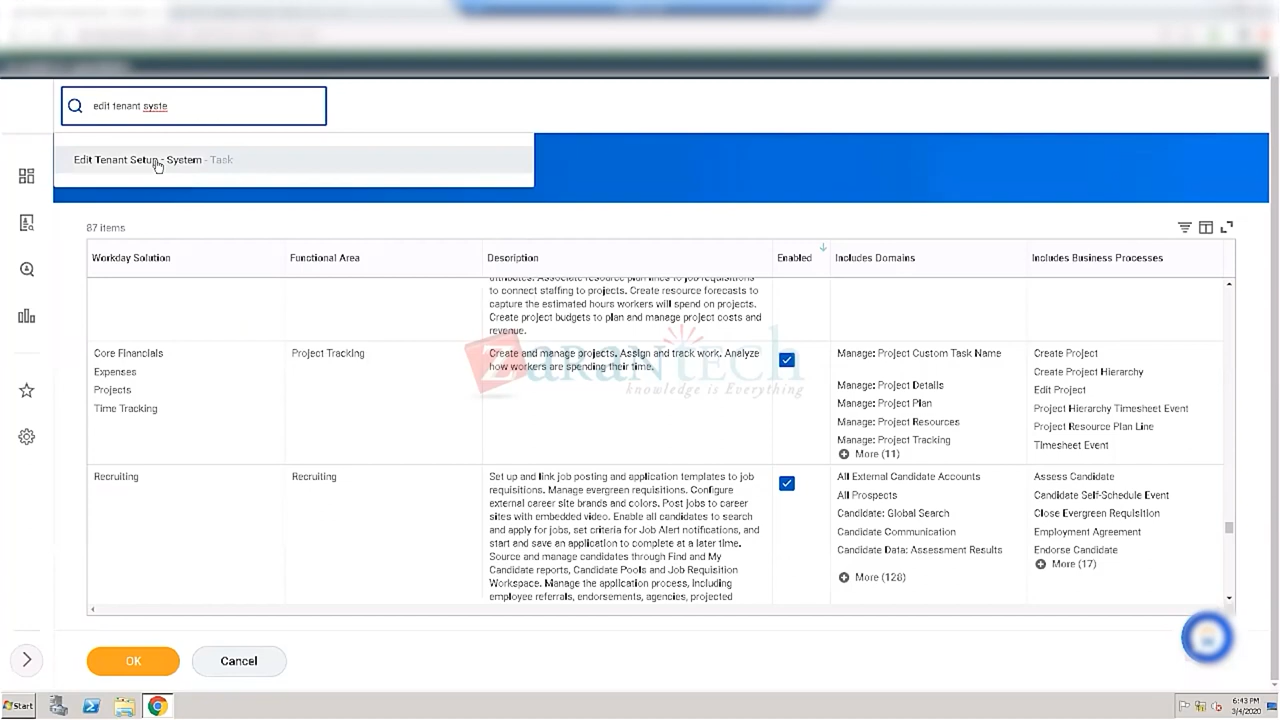 edit tenant syste
Edit Tenant Setup - System - Task
87 items
Workday Solution
Functional Area
Description
Enabled
Includes Domains
Includes Business Processes
attributes. Associate resource plan lines to job requisitions
to connect staffing to projects. Create resource forecasts to
capture the estimated hours workers will spend on projects.
Create project budgets to plan and manage project costs and
revenue.
Core Financials
Expenses
Projects
Time Tracking
Project Tracking
Create and manage projects. Assign and track work. Analyze
how workers are spending their time.
Manage: Project Custom Task Name
Manage: Project Details
Manage: Project Plan
Manage: Project Resources
Manage: Project Tracking
More (11)
Create Project
Create Project Hierarchy
Edit Project
Project Hierarchy Timesheet Event
Project Resource Plan Line
Timesheet Event
ZaranTech
knowledge is Everything
Recruiting
Recruiting
Set up and link job posting and application templates to job
requisitions. Manage evergreen requisitions. Configure
external career site brands and colors. Post jobs to career
sites with embedded video. Enable all candidates to search
and apply for jobs, set criteria for Job Alert notifications, and
start and save an application to complete at a later time.
Source and manage candidates through Find and My
Candidate reports, Candidate Pools and Job Requisition
Workspace. Manage the application process, including
employee referrals, endorsements, agencies, projected
All External Candidate Accounts
All Prospects
Candidate: Global Search
Candidate Communication
Candidate Data: Assessment Results
More (128)
Assess Candidate
Candidate Self-Schedule Event
Close Evergreen Requisition
Employment Agreement
Endorse Candidate
More (17)
OK
Cancel
Start
6:43 PM
3/4/2020